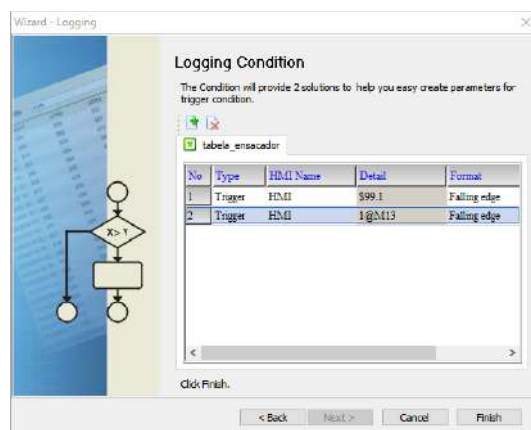 Wizard - Logging
Logging Condition
The Condition will provide 2 solutions to help you easy create parameters for
trigger condition.
tabela_ensacador
No Type HMI Name Detail Format
1 Trigger HMI $99.1 Falling edge
2 Trigger HMI 1@M13 Falling edge
X> Y
Click Finish.
< Back Next > Cancel Finish